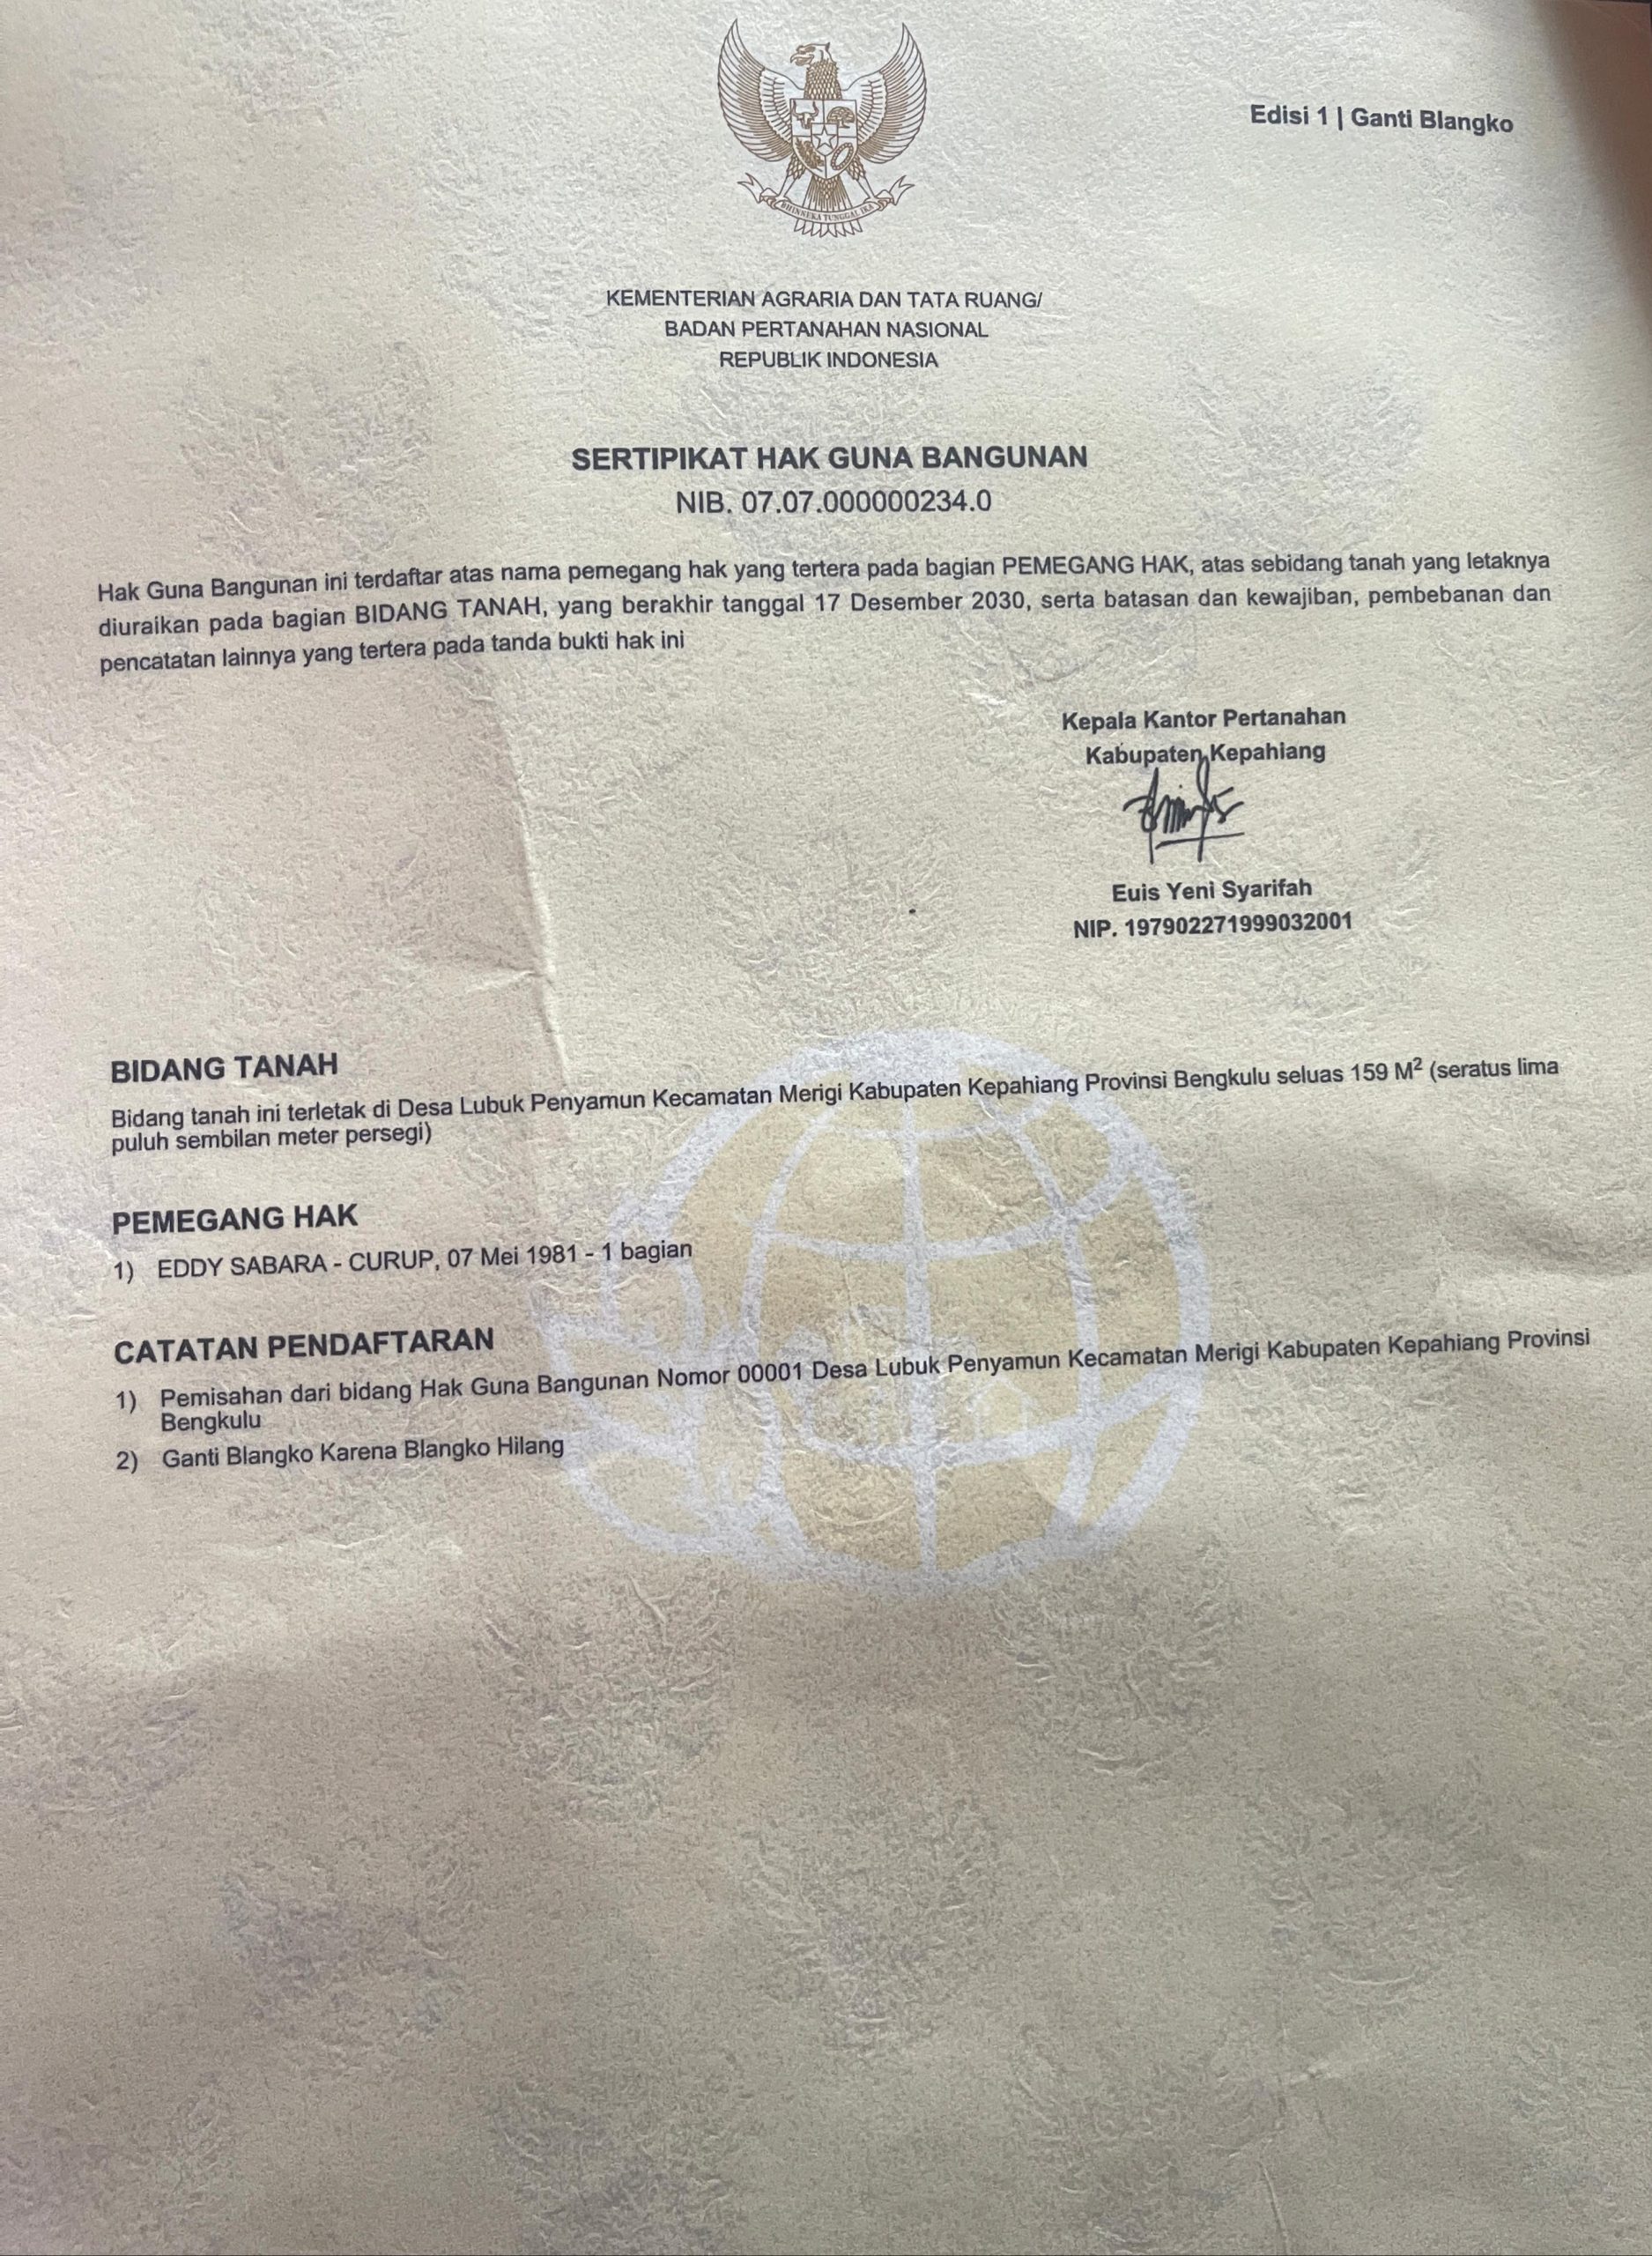 BHINNEKA TUNGGAL IKA
Edisi 1 | Ganti Blangko
KEMENTERIAN AGRARIA DAN TATA RUANG/
BADAN PERTANAHAN NASIONAL
REPUBLIK INDONESIA
SERTIPIKAT HAK GUNA BANGUNAN
NIB. 07.07.000000234.0
Hak Guna Bangunan ini terdaftar atas nama pemegang hak yang tertera pada bagian PEMEGANG HAK, atas sebidang tanah yang letaknya
diuraikan pada bagian BIDANG TANAH, yang berakhir tanggal 17 Desember 2030, serta batasan dan kewajiban, pembebanan dan
pencatatan lainnya yang tertera pada tanda bukti hak ini
Kepala Kantor Pertanahan
Kabupaten Kepahiang
Euis Yeni Syarifah
NIP. 197902271999032001
BIDANG TANAH
Bidang tanah ini terletak di Desa Lubuk Penyamun Kecamatan Merigi Kabupaten Kepahiang Provinsi Bengkulu seluas 159 M² (seratus lima
puluh sembilan meter persegi)
PEMEGANG HAK
1) EDDY SABARA - CURUP, 07 Mei 1981 - 1 bagian
CATATAN PENDAFTARAN
1) Pemisahan dari bidang Hak Guna Bangunan Nomor 00001 Desa Lubuk Penyamun Kecamatan Merigi Kabupaten Kepahiang Provinsi
Bengkulu
2) Ganti Blangko Karena Blangko Hilang